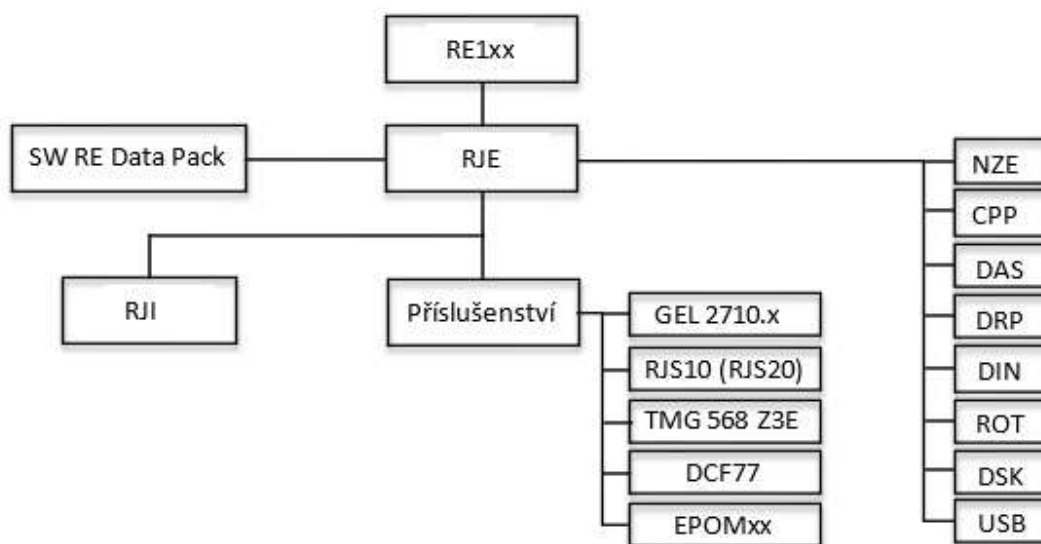 RE1xx
SW RE Data Pack
RJE
NZE
CPP
DAS
DRP
DIN
ROT
DSK
USB
RJI
Příslušenství
GEL 2710.x
RJS10 (RJS20)
TMG 568 Z3E
DCF77
EPOMxx